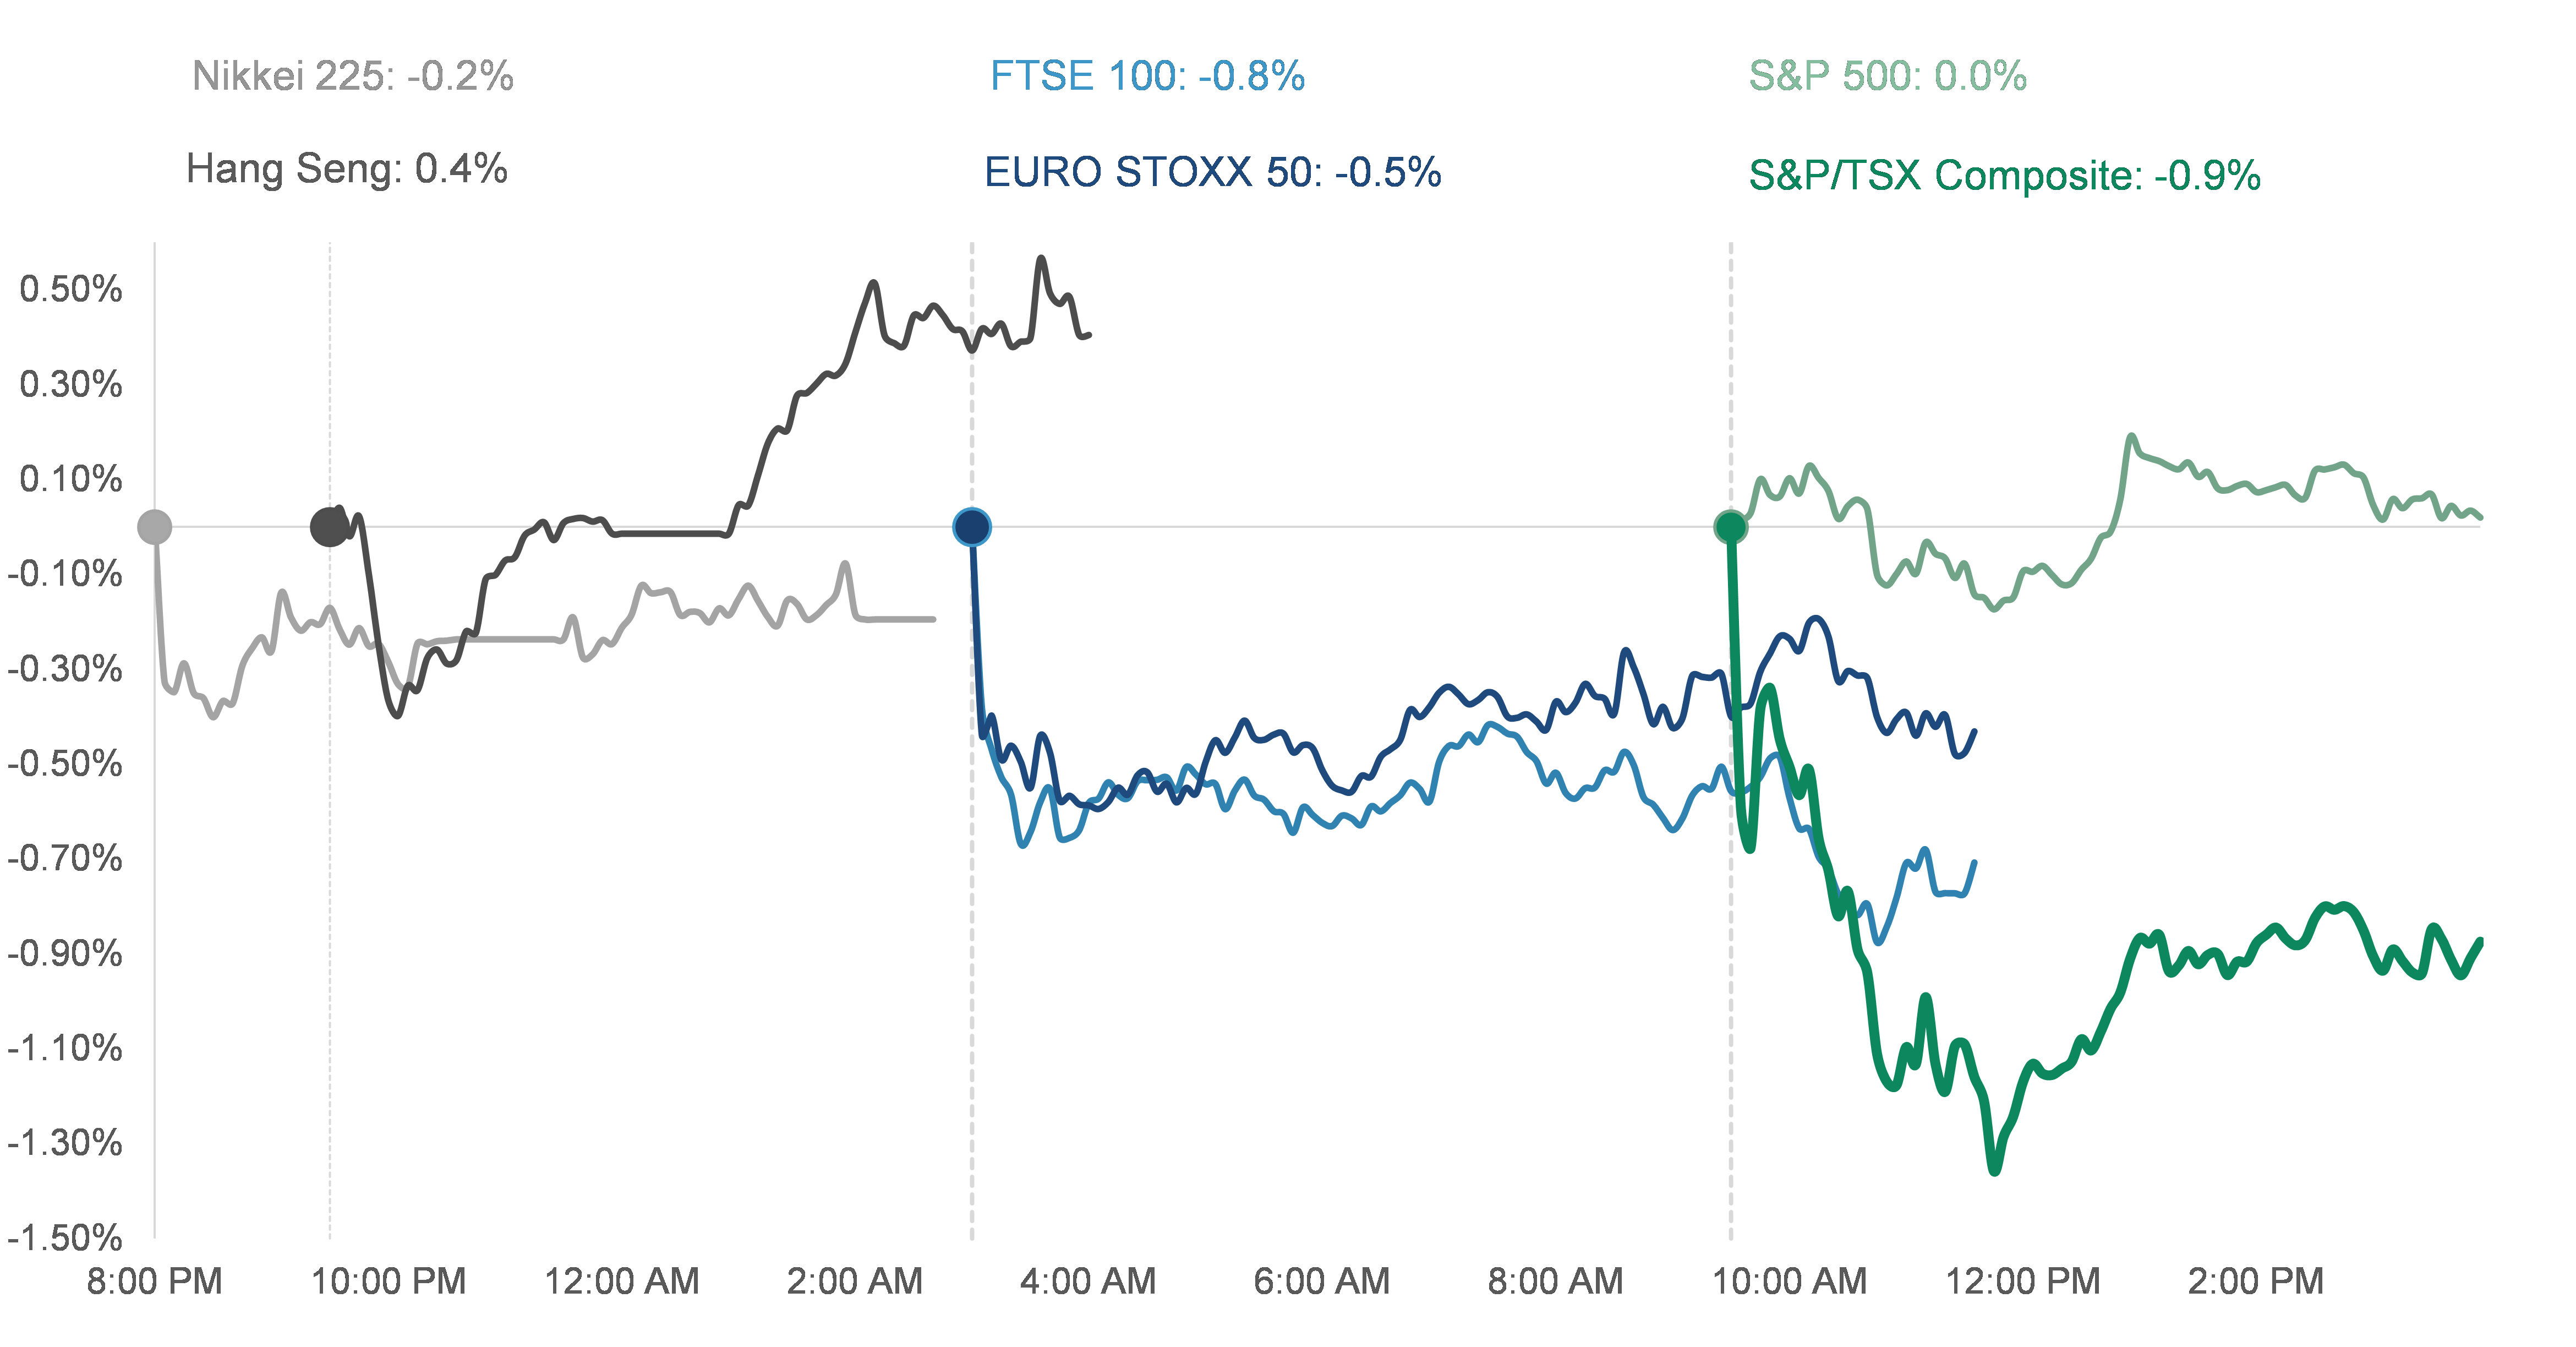 Nikkei 225: -0.2%
FTSE 100: -0.8%
S&P 500: 0.0%
Hang Seng: 0.4%
EURO STOXX 50: -0.5%
S&P/TSX Composite: -0.9%
0.50%
0.30%
0.10%
-0.10%
-0.30%
-0.50%
-0.70%
-0.90%
-1.10%
-1.30%
-1.50%
8:00 PM 10:00 PM 12:00 AM 2:00 AM 4:00 AM 6:00 AM 8:00 AM 10:00 AM 12:00 PM 2:00 PM